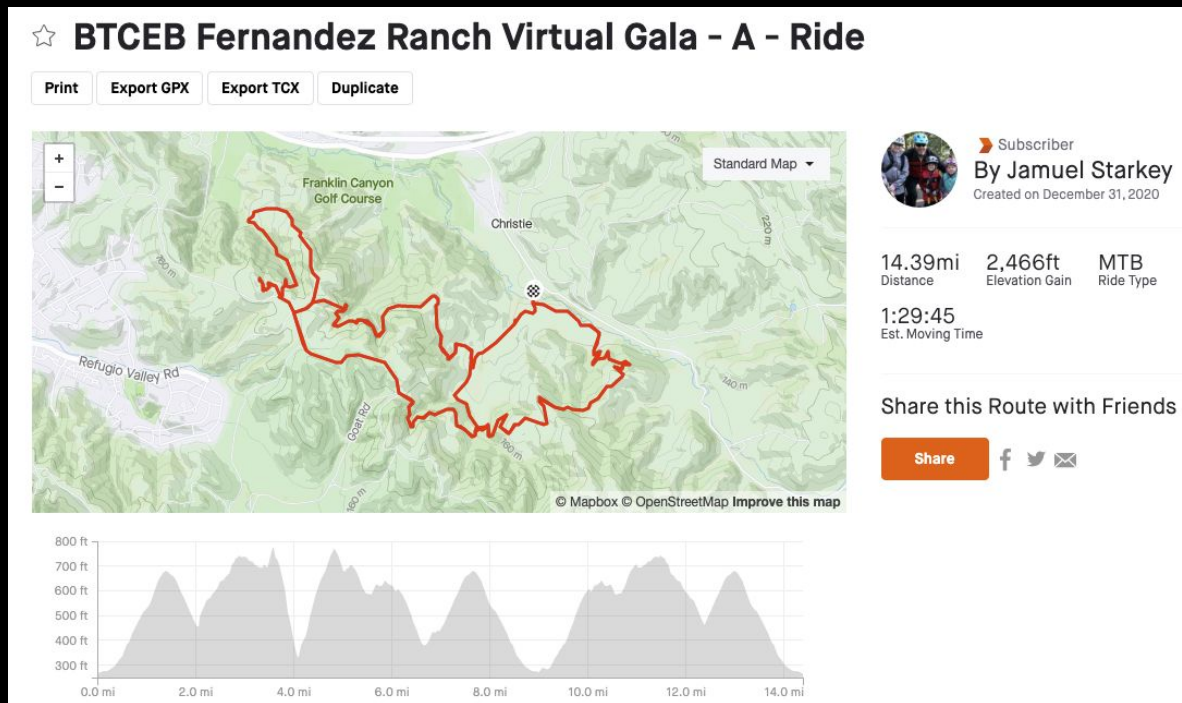 BTCEB Fernandez Ranch Virtual Gala - A - Ride
Print
Export GPX
Export TCX
Duplicate
+
−
Standard Map
Franklin Canyon
Golf Course
Christie
220 m
160 m
Refugio Valley Rd
Goat Rd
140 m
160 m
160 m
© Mapbox © OpenStreetMap Improve this map
Subscriber
By Jamuel Starkey
Created on December 31, 2020
14.39mi
Distance
2,466ft
Elevation Gain
MTB
Ride Type
1:29:45
Est. Moving Time
Share this Route with Friends
Share
800 ft
700 ft
600 ft
500 ft
400 ft
300 ft
0.0 mi
2.0 mi
4.0 mi
6.0 mi
8.0 mi
10.0 mi
12.0 mi
14.0 mi